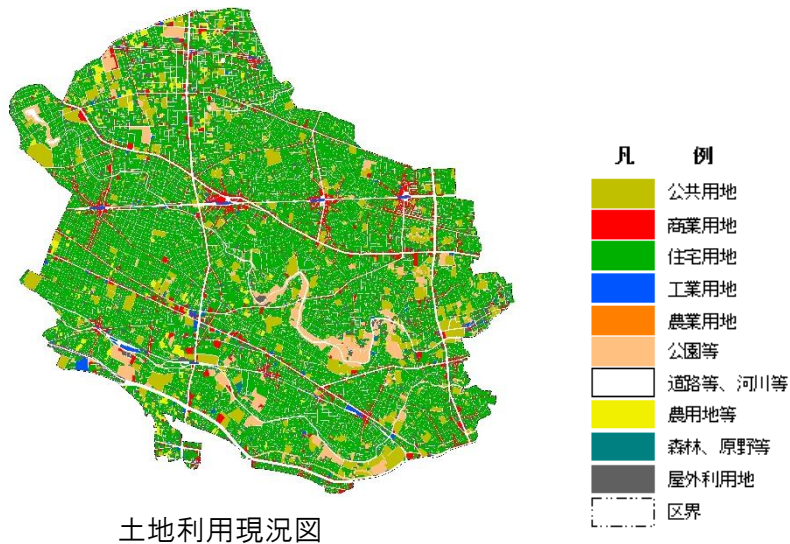 凡 例
公共用地
商業用地
住宅用地
工業用地
農業用地
公園等
道路等、河川等
農用地等
森林、原野等
屋外利用地
区界
土地利用現況図